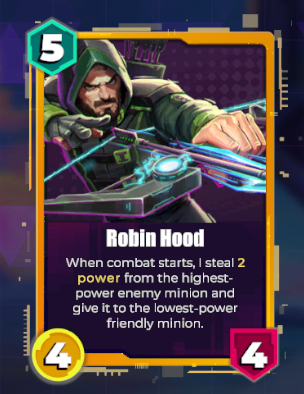 5
Robin Hood
When combat starts, I steal 2
power from the highest-
power enemy minion and
give it to the lowest-power
friendly minion.
4
4